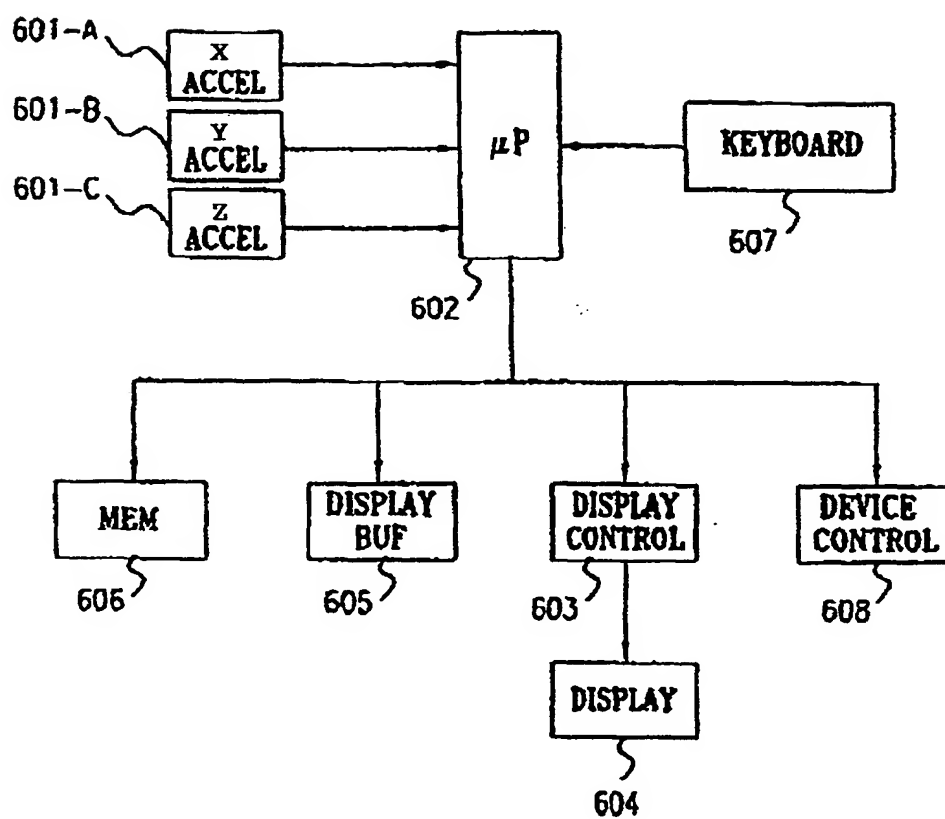 601-A
X
ACCEL
601-B
Y
ACCEL
601-C
Z
ACCEL
μP
602
KEYBOARD
607
MEM
606
DISPLAY
BUF
605
DISPLAY
CONTROL
603
DEVICE
CONTROL
608
DISPLAY
604